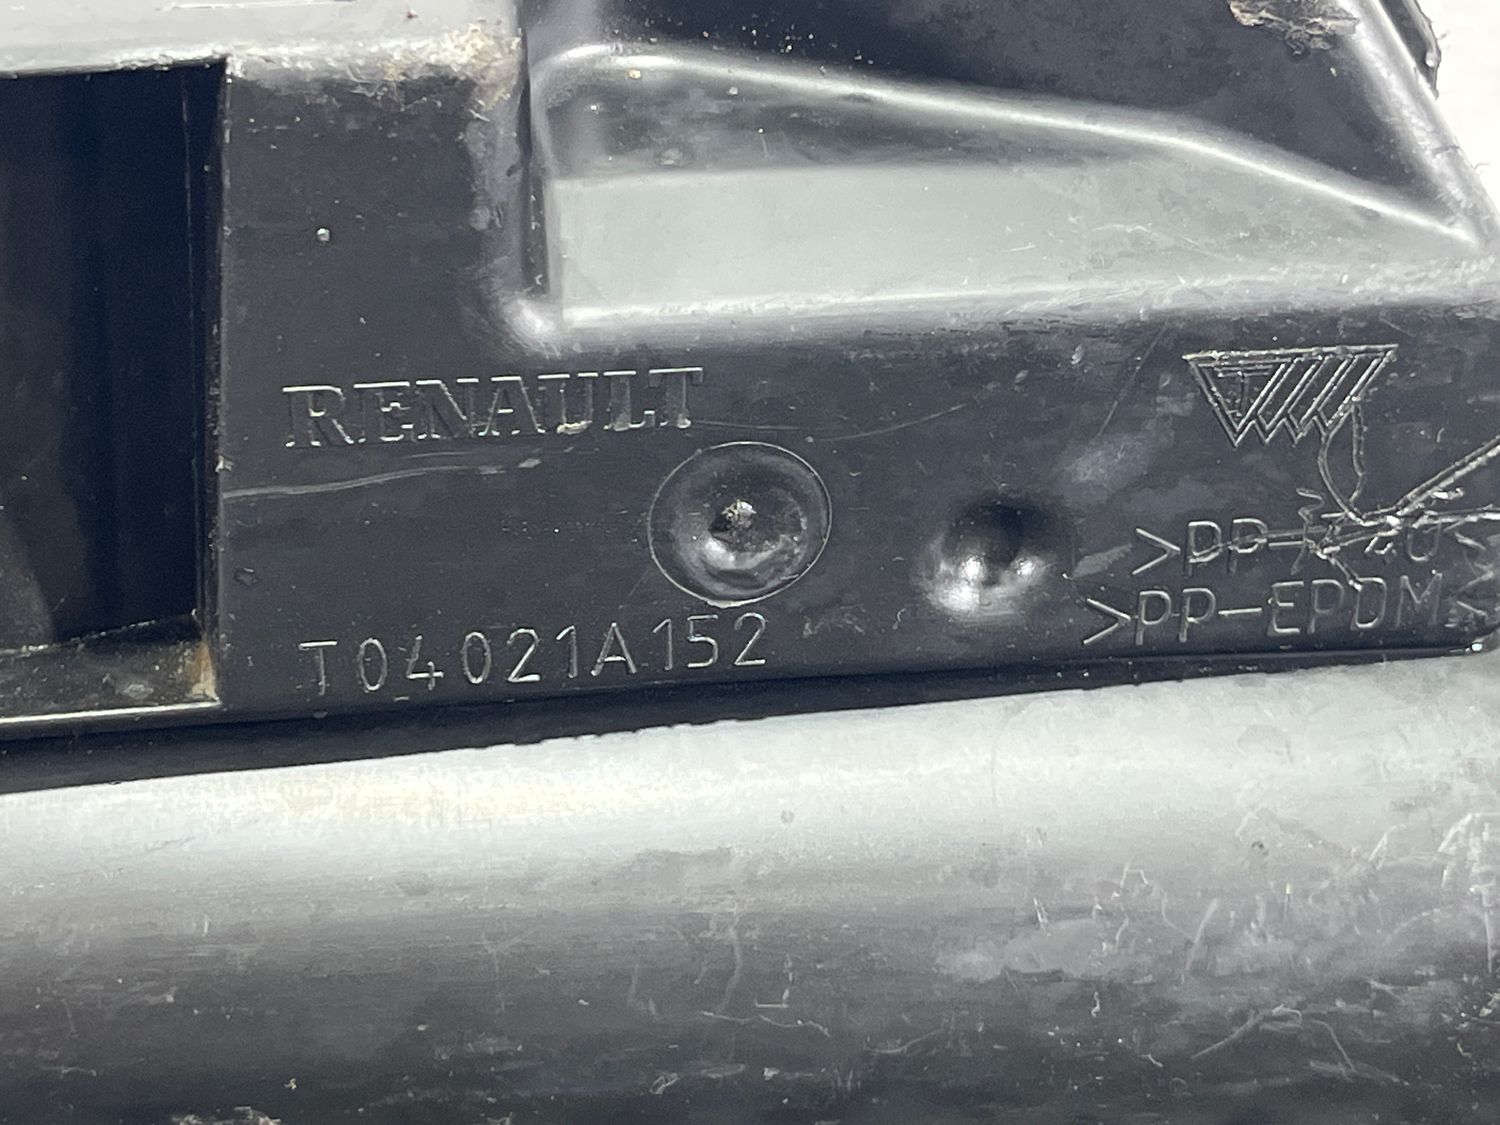 RENAULT
T04021A152
>PP-EPDM<